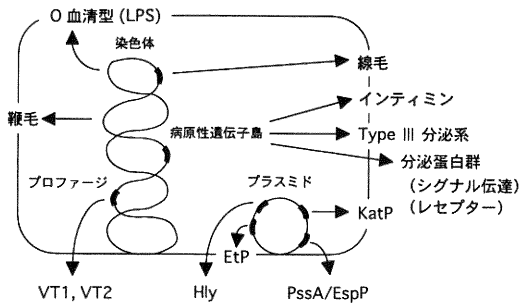 O 血清型 (LPS)
染色体
線毛
インティミン
鞭毛
病原性遺伝子島
Type III 分泌系
分泌蛋白群
(シグナル伝達)
(レセプター)
プロファージ
プラスミド
KatP
EtP
VT1, VT2
Hly
PssA/EspP